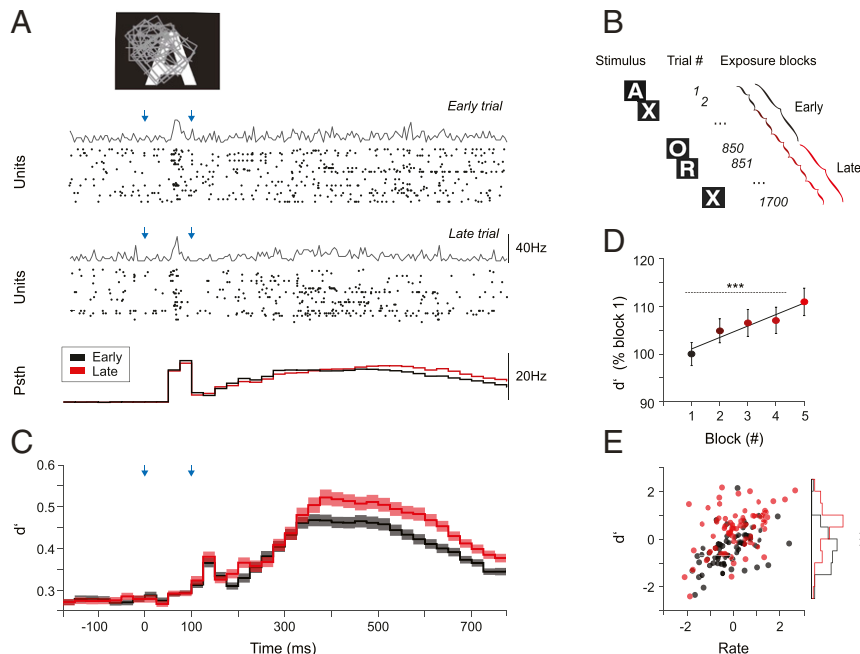 A
Early trial
Units
Late trial
40Hz
Units
Early
Late
20Hz
Psth
B
Stimulus Trial # Exposure blocks
A 1
X 2
... Early
O 850
R 851
Late
...
X 1700
C
0.6
0.5
0.4
0.3
d'
-100 0 100 300 500 700
Time (ms)
D
120
110
100
90
d' (% block 1)
***
1 2 3 4 5
Block (#)
E
2
0
-2
d'
-2 0 2
Rate